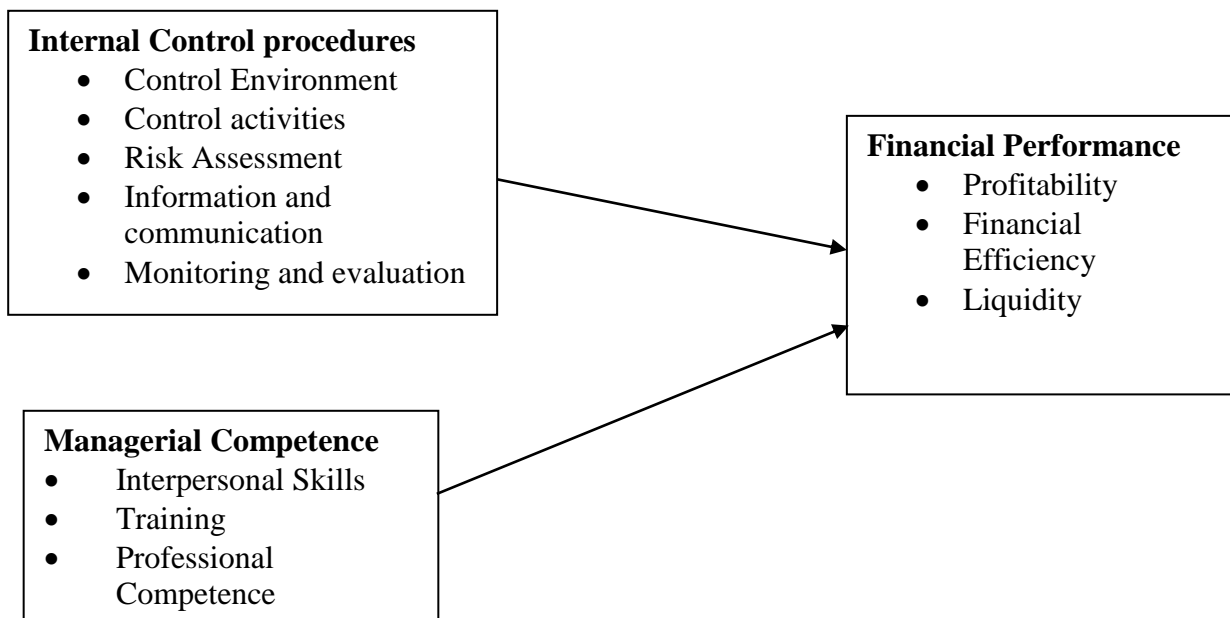 Internal Control procedures
• Control Environment
• Control activities
• Risk Assessment
• Information and
communication
• Monitoring and evaluation
Financial Performance
• Profitability
• Financial
Efficiency
• Liquidity
Managerial Competence
• Interpersonal Skills
• Training
• Professional
Competence